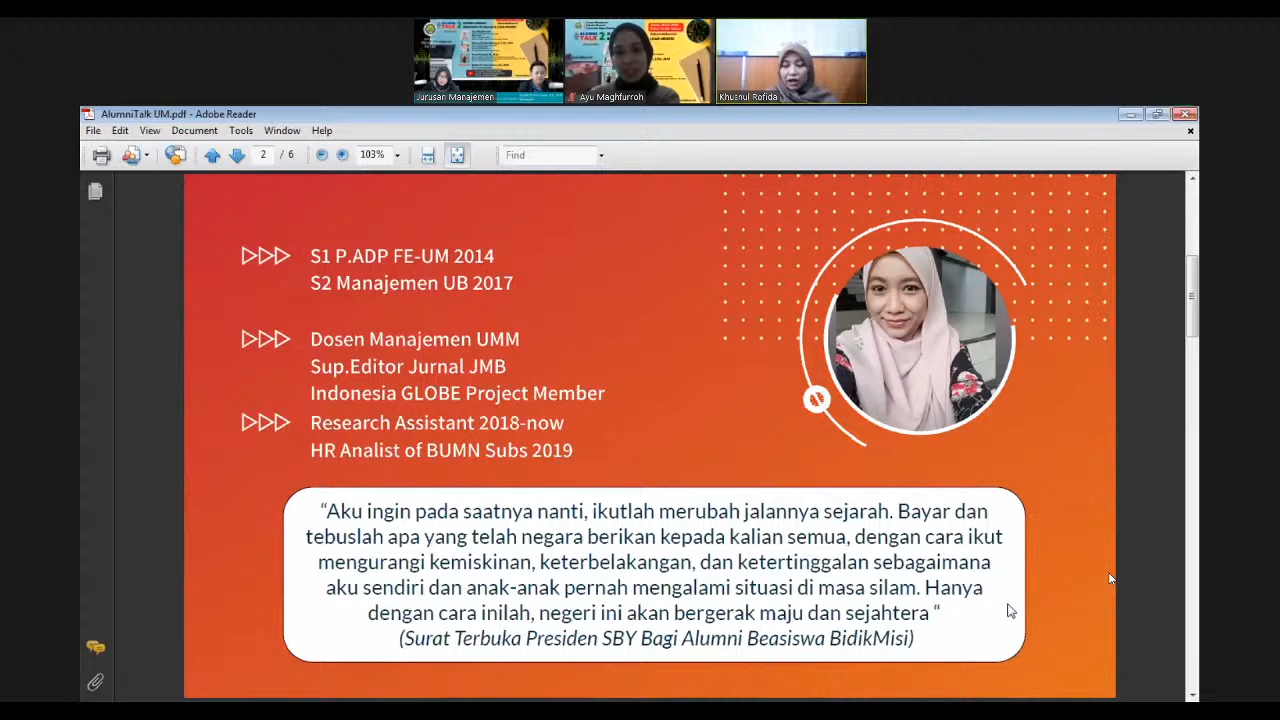 ALUMNI
TALK 2
Jurusan Manajemen
Ayu Maghfurroh
Khusnul Rofida
AlumniTalk UM.pdf - Adobe Reader
File Edit View Document Tools Window Help
2 / 6 103% Find
S1 P.ADP FE-UM 2014
S2 Manajemen UB 2017
Dosen Manajemen UMM
Sup.Editor Jurnal JMB
Indonesia GLOBE Project Member
Research Assistant 2018-now
HR Analist of BUMN Subs 2019
“Aku ingin pada saatnya nanti, ikutlah merubah jalannya sejarah. Bayar dan
tebuslah apa yang telah negara berikan kepada kalian semua, dengan cara ikut
mengurangi kemiskinan, keterbelakangan, dan ketertinggalan sebagaimana
aku sendiri dan anak-anak pernah mengalami situasi di masa silam. Hanya
dengan cara inilah, negeri ini akan bergerak maju dan sejahtera “
(Surat Terbuka Presiden SBY Bagi Alumni Beasiswa BidikMisi)